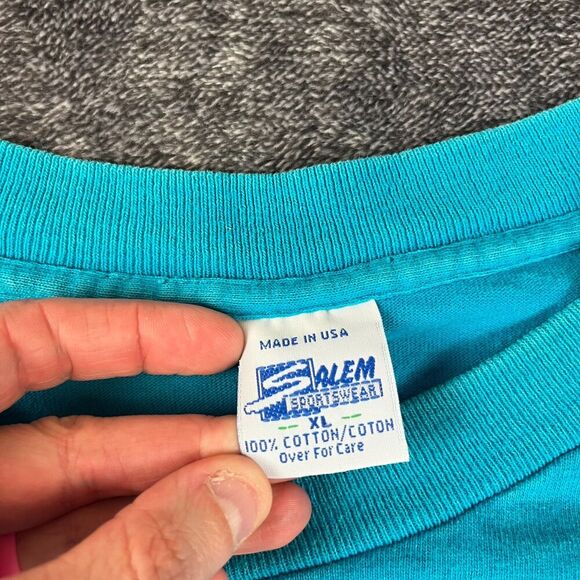 MADE IN USA
SALEM
SPORTSWEAR
XL
100% COTTON/COTON
Over For Care